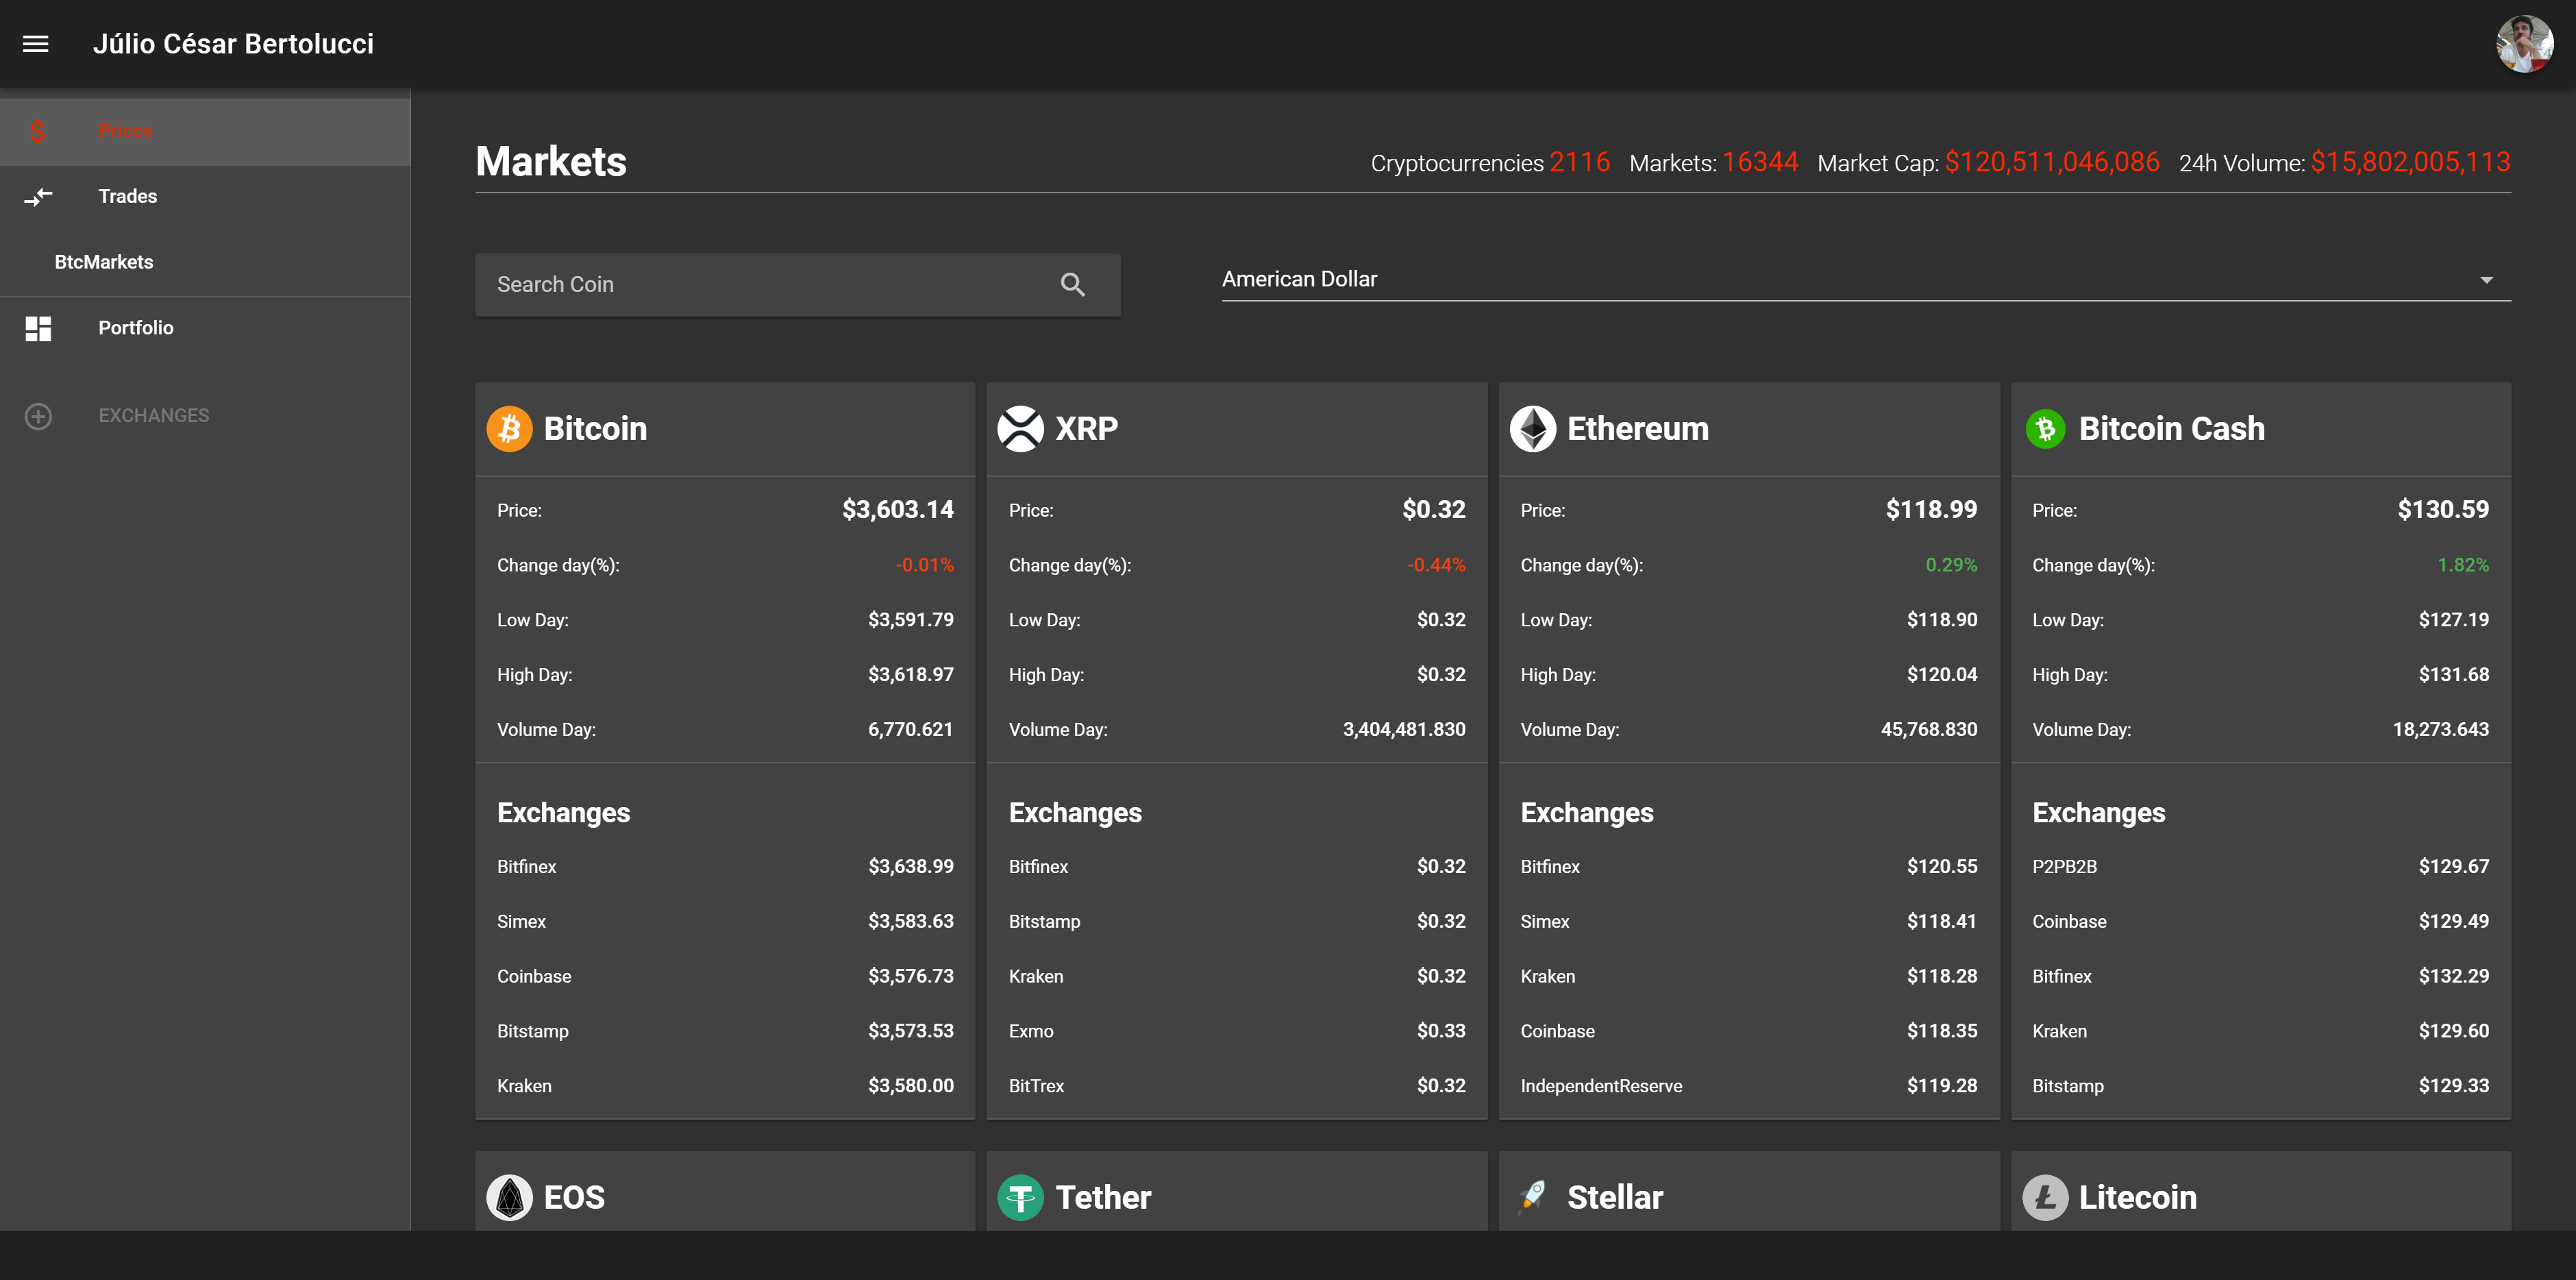 Júlio César Bertolucci
Prices
Trades
BtcMarkets
Portfolio
EXCHANGES
Markets
Cryptocurrencies 2116 Markets: 16344 Market Cap: $120,511,046,086 24h Volume: $15,802,005,113
Search Coin
American Dollar
Bitcoin
Price: $3,603.14
Change day(%): -0.01%
Low Day: $3,591.79
High Day: $3,618.97
Volume Day: 6,770.621
Exchanges
Bitfinex $3,638.99
Simex $3,583.63
Coinbase $3,576.73
Bitstamp $3,573.53
Kraken $3,580.00
XRP
Price: $0.32
Change day(%): -0.44%
Low Day: $0.32
High Day: $0.32
Volume Day: 3,404,481.830
Exchanges
Bitfinex $0.32
Bitstamp $0.32
Kraken $0.32
Exmo $0.33
BitTrex $0.32
Ethereum
Price: $118.99
Change day(%): 0.29%
Low Day: $118.90
High Day: $120.04
Volume Day: 45,768.830
Exchanges
Bitfinex $120.55
Simex $118.41
Kraken $118.28
Coinbase $118.35
IndependentReserve $119.28
Bitcoin Cash
Price: $130.59
Change day(%): 1.82%
Low Day: $127.19
High Day: $131.68
Volume Day: 18,273.643
Exchanges
P2PB2B $129.67
Coinbase $129.49
Bitfinex $132.29
Kraken $129.60
Bitstamp $129.33
EOS
Tether
Stellar
Litecoin